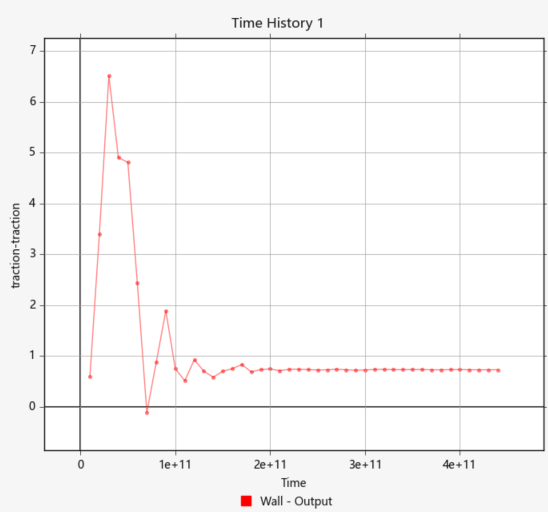 Time History 1
7
6
5
4
3
2
1
0
traction-traction
0 1e+11 2e+11 3e+11 4e+11
Time
Wall - Output